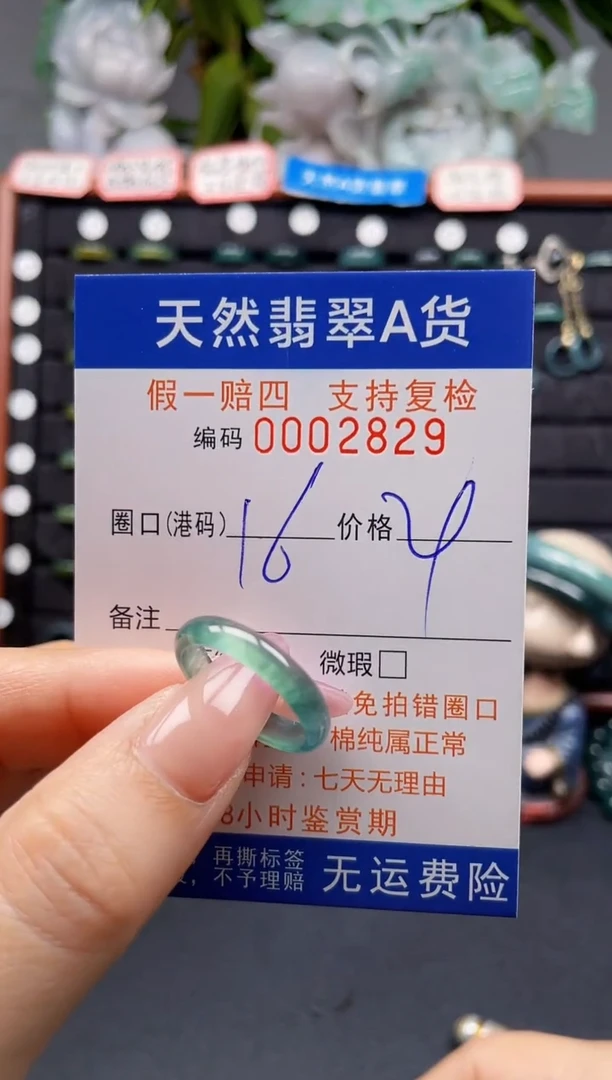 天然翡翠A货
假一赔四 支持复检
编码 0002829
圈口(港码) 16 价格 4
备注
微瑕
免拍错圈口
棉纯属正常
申请:七天无理由
8小时鉴赏期
再撕标签
不予理赔
无运费险